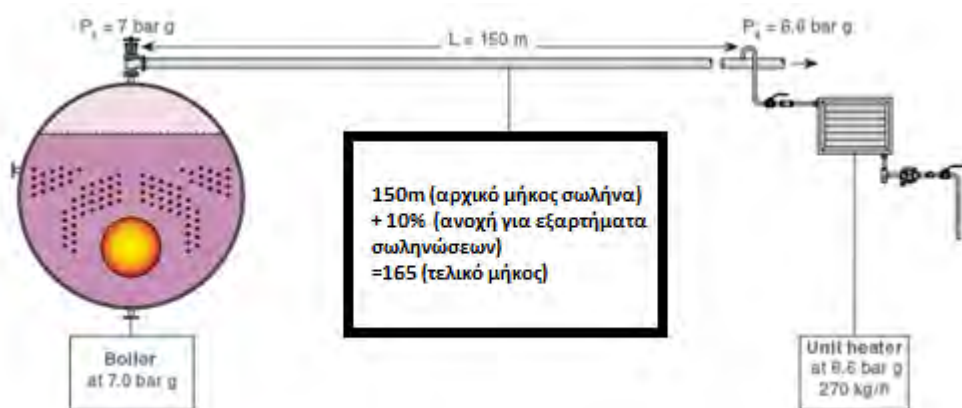 P₁ = 7 bar g
L = 150 m
P₂ = 6.6 bar g
150m (αρχικό μήκος σωλήνα)
+ 10% (ανοχή για εξαρτήματα
σωληνώσεων)
=165 (τελικό μήκος)
Boiler
at 7.0 bar g
Unit heater
at 6.6 bar g
270 kg/h